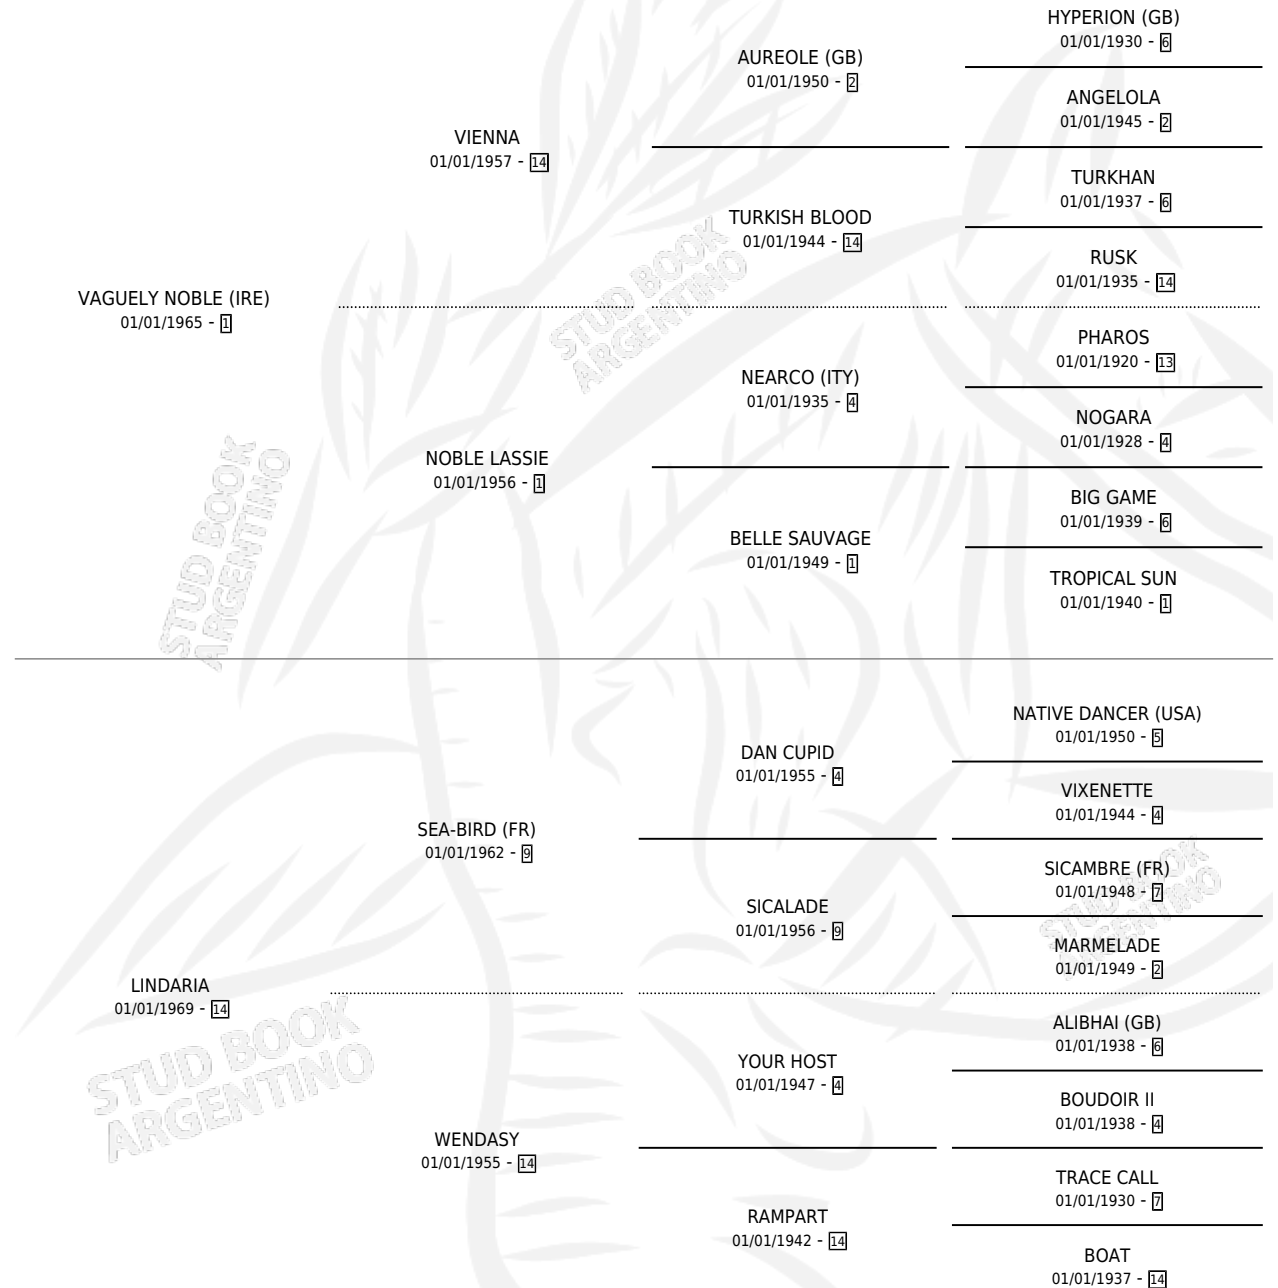 HYPERION (GB)
01/01/1930 - 6
AUREOLE (GB)
01/01/1950 - 2
ANGELOLA
01/01/1945 - 2
VIENNA
01/01/1957 - 14
TURKHAN
01/01/1937 - 6
TURKISH BLOOD
01/01/1944 - 14
RUSK
01/01/1935 - 14
VAGUELY NOBLE (IRE)
01/01/1965 - 1
PHAROS
01/01/1920 - 13
NEARCO (ITY)
01/01/1935 - 4
NOGARA
01/01/1928 - 4
NOBLE LASSIE
01/01/1956 - 1
BIG GAME
01/01/1939 - 6
BELLE SAUVAGE
01/01/1949 - 1
TROPICAL SUN
01/01/1940 - 1
NATIVE DANCER (USA)
01/01/1950 - 5
DAN CUPID
01/01/1955 - 4
VIXENETTE
01/01/1944 - 4
SEA-BIRD (FR)
01/01/1962 - 9
SICAMBRE (FR)
01/01/1948 - 7
SICALADE
01/01/1956 - 9
MARMELADE
01/01/1949 - 2
LINDARIA
01/01/1969 - 14
ALIBHAI (GB)
01/01/1938 - 6
YOUR HOST
01/01/1947 - 4
BOUDOIR II
01/01/1938 - 4
WENDASY
01/01/1955 - 14
TRACE CALL
01/01/1930 - 7
RAMPART
01/01/1942 - 14
BOAT
01/01/1937 - 14
STUD BOOK
ARGENTINO
STUD BOOK
ARGENTINO
STUD BOOK
ARGENTINO
STUD BOOK
ARGENTINO